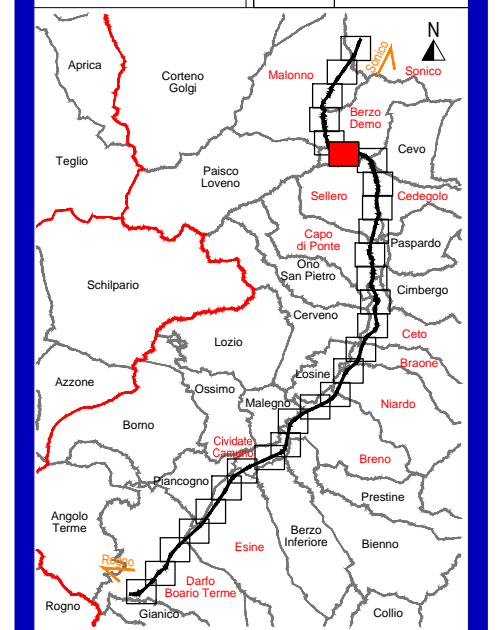 N
Sonico
Sonico
Aprica
Corteno
Golgi
Malonno
Berzo
Demo
Cevo
Teglio
Paisco
Loveno
Sellero
Cedegolo
Capo
di Ponte
Paspardo
Ono
San Pietro
Schilpario
Cimbergo
Cerveno
Ceto
Lozio
Braone
Losine
Azzone
Ossimo
Malegno
Niardo
Borno
Cividate
Camuno
Breno
Piancogno
Prestine
Angolo
Terme
Berzo
Inferiore
Bienno
Esine
Rogno
Darfo
Boario Terme
Rogno
Gianico
Collio